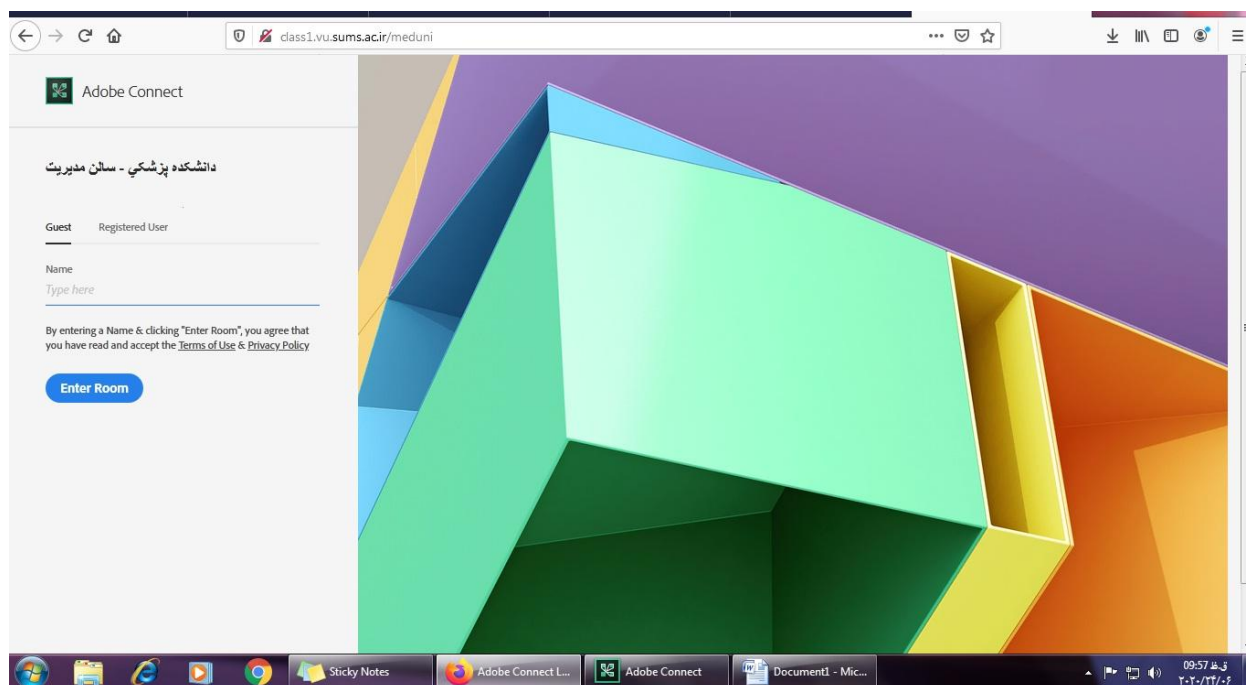 class1.vu.sums.ac.ir/meduni
Adobe Connect
دانشکده پزشکي - سالن مديريت
Guest Registered User
Name
Type here
By entering a Name & clicking "Enter Room", you agree that
you have read and accept the Terms of Use & Privacy Policy
Enter Room
Sticky Notes Adobe Connect L... Adobe Connect Document1 - Mic...
09:57 ق.ظ
۲۰۲۰/۲۴/۰۶